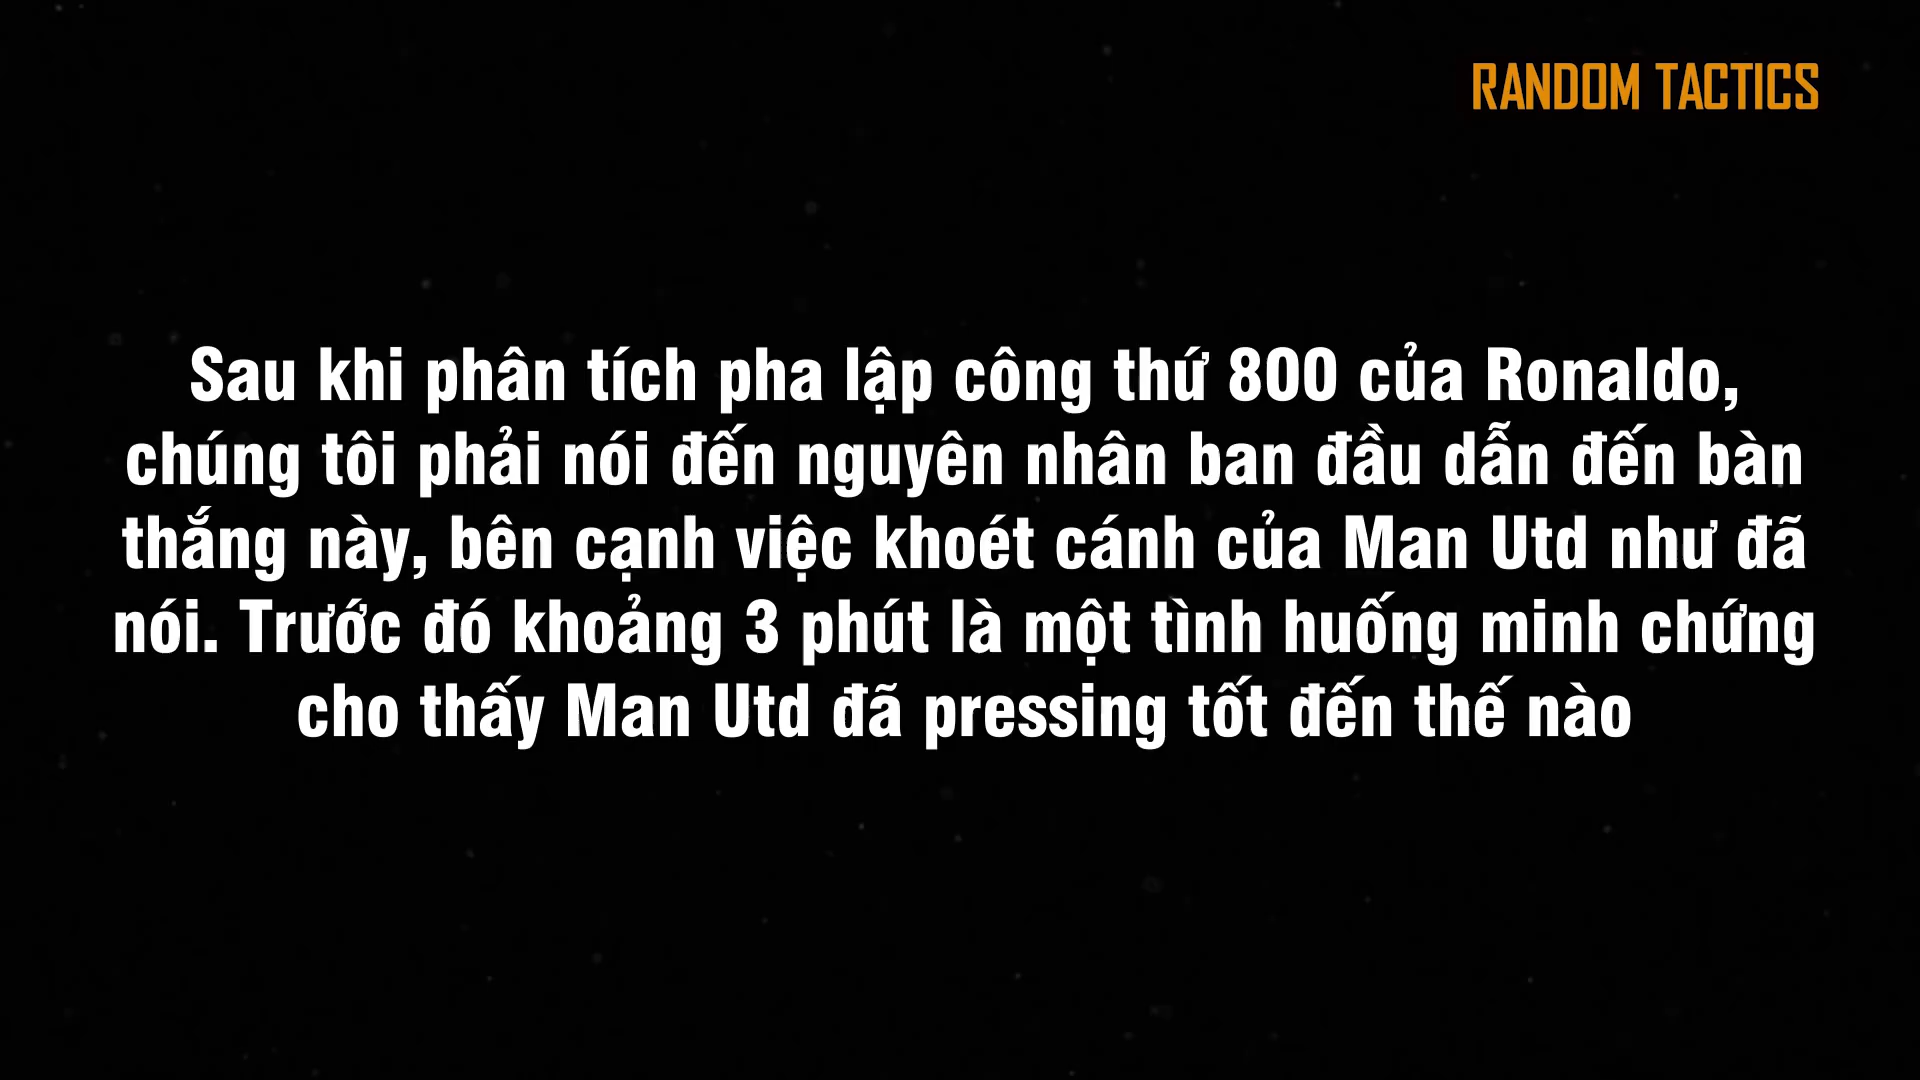 RANDOM TACTICS
Sau khi phân tích pha lập công thứ 800 của Ronaldo,
chúng tôi phải nói đến nguyên nhân ban đầu dẫn đến bàn
thắng này, bên cạnh việc khoét cánh của Man Utd như đã
nói. Trước đó khoảng 3 phút là một tình huống minh chứng
cho thấy Man Utd đã pressing tốt đến thế nào